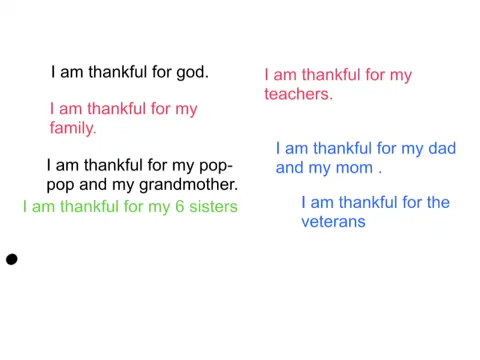 I am thankful for god.
I am thankful for my
family.
I am thankful for my pop-
pop and my grandmother.
I am thankful for my 6 sisters
I am thankful for my
teachers.
I am thankful for my dad
and my mom .
I am thankful for the
veterans